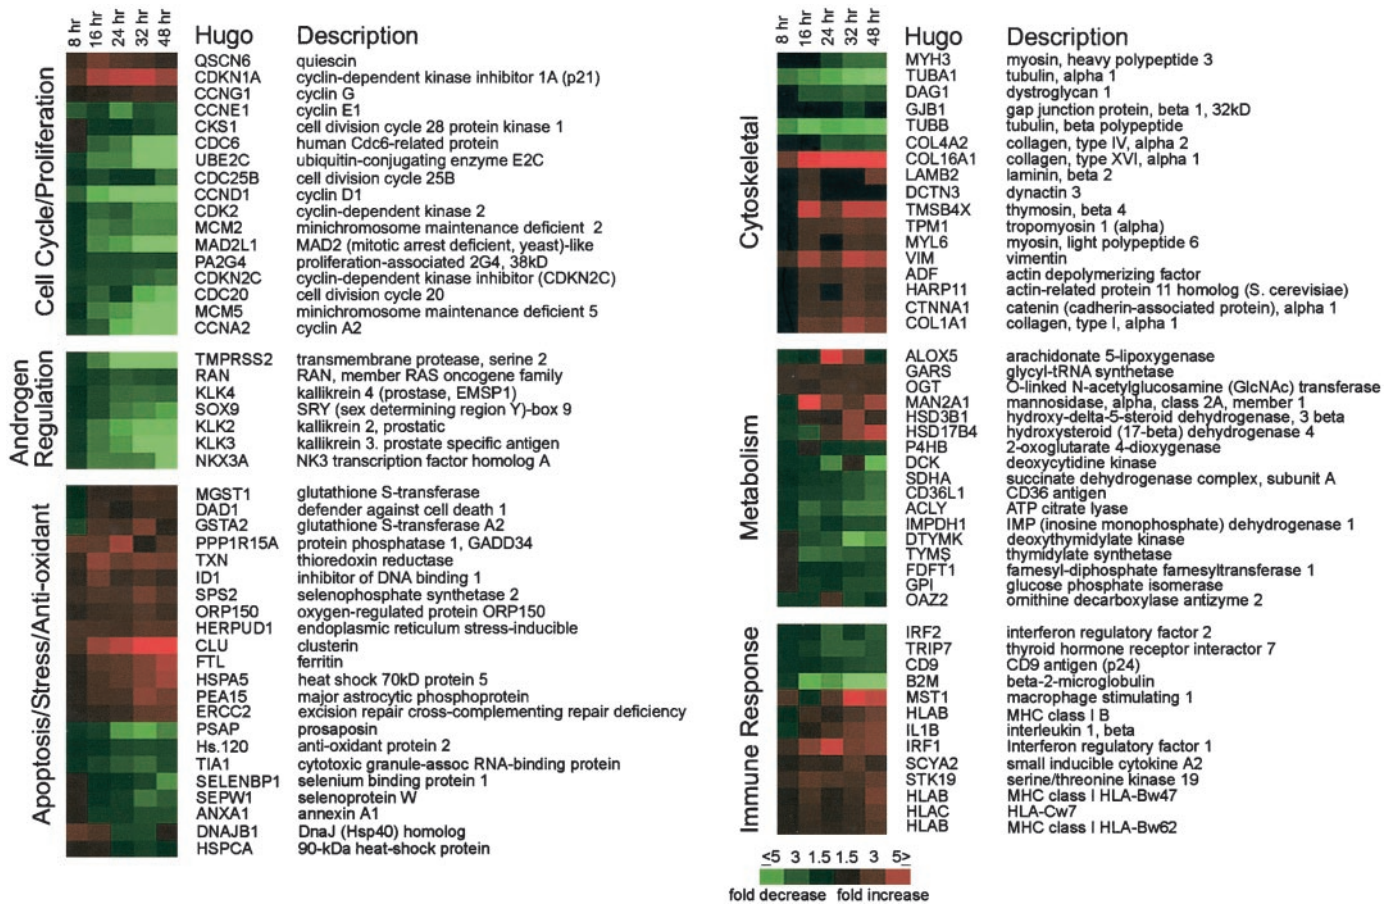 8 hr 16 hr 24 hr 32 hr 48 hr Hugo Description
Cell Cycle/Proliferation
QSCN6 quiescin
CDKN1A cyclin-dependent kinase inhibitor 1A (p21)
CCNG1 cyclin G
CCNE1 cyclin E1
CKS1 cell division cycle 28 protein kinase 1
CDC6 human Cdc6-related protein
UBE2C ubiquitin-conjugating enzyme E2C
CDC25B cell division cycle 25B
CCND1 cyclin D1
CDK2 cyclin-dependent kinase 2
MCM2 minichromosome maintenance deficient 2
MAD2L1 MAD2 (mitotic arrest deficient, yeast)-like
PA2G4 proliferation-associated 2G4, 38kD
CDKN2C cyclin-dependent kinase inhibitor (CDKN2C)
CDC20 cell division cycle 20
MCM5 minichromosome maintenance deficient 5
CCNA2 cyclin A2
Androgen
Regulation
TMPRSS2 transmembrane protease, serine 2
RAN RAN, member RAS oncogene family
KLK4 kallikrein 4 (prostase, EMSP1)
SOX9 SRY (sex determining region Y)-box 9
KLK2 kallikrein 2, prostatic
KLK3 kallikrein 3. prostate specific antigen
NKX3A NK3 transcription factor homolog A
Apoptosis/Stress/Anti-oxidant
MGST1 glutathione S-transferase
DAD1 defender against cell death 1
GSTA2 glutathione S-transferase A2
PPP1R15A protein phosphatase 1, GADD34
TXN thioredoxin reductase
ID1 inhibitor of DNA binding 1
SPS2 selenophosphate synthetase 2
ORP150 oxygen-regulated protein ORP150
HERPUD1 endoplasmic reticulum stress-inducible
CLU clusterin
FTL ferritin
HSPA5 heat shock 70kD protein 5
PEA15 major astrocytic phosphoprotein
ERCC2 excision repair cross-complementing repair deficiency
PSAP prosaposin
Hs.120 anti-oxidant protein 2
TIA1 cytotoxic granule-assoc RNA-binding protein
SELENBP1 selenium binding protein 1
SEPW1 selenoprotein W
ANXA1 annexin A1
DNAJB1 DnaJ (Hsp40) homolog
HSPCA 90-kDa heat-shock protein
8 hr 16 hr 24 hr 32 hr 48 hr Hugo Description
Cytoskeletal
MYH3 myosin, heavy polypeptide 3
TUBA1 tubulin, alpha 1
DAG1 dystroglycan 1
GJB1 gap junction protein, beta 1, 32kD
TUBB tubulin, beta polypeptide
COL4A2 collagen, type IV, alpha 2
COL16A1 collagen, type XVI, alpha 1
LAMB2 laminin, beta 2
DCTN3 dynactin 3
TMSB4X thymosin, beta 4
TPM1 tropomyosin 1 (alpha)
MYL6 myosin, light polypeptide 6
VIM vimentin
ADF actin depolymerizing factor
HARP11 actin-related protein 11 homolog (S. cerevisiae)
CTNNA1 catenin (cadherin-associated protein), alpha 1
COL1A1 collagen, type I, alpha 1
Metabolism
ALOX5 arachidonate 5-lipoxygenase
GARS glycyl-tRNA synthetase
OGT O-linked N-acetylglucosamine (GlcNAc) transferase
MAN2A1 mannosidase, alpha, class 2A, member 1
HSD3B1 hydroxy-delta-5-steroid dehydrogenase, 3 beta
HSD17B4 hydroxysteroid (17-beta) dehydrogenase 4
P4HB 2-oxoglutarate 4-dioxygenase
DCK deoxycytidine kinase
SDHA succinate dehydrogenase complex, subunit A
CD36L1 CD36 antigen
ACLY ATP citrate lyase
IMPDH1 IMP (inosine monophosphate) dehydrogenase 1
DTYMK deoxythymidylate kinase
TYMS thymidylate synthetase
FDFT1 farnesyl-diphosphate farnesyltransferase 1
GPI glucose phosphate isomerase
OAZ2 ornithine decarboxylase antizyme 2
Immune Response
IRF2 interferon regulatory factor 2
TRIP7 thyroid hormone receptor interactor 7
CD9 CD9 antigen (p24)
B2M beta-2-microglobulin
MST1 macrophage stimulating 1
HLAB MHC class I B
IL1B interleukin 1, beta
IRF1 Interferon regulatory factor 1
SCYA2 small inducible cytokine A2
STK19 serine/threonine kinase 19
HLAB MHC class I HLA-Bw47
HLAC HLA-Cw7
HLAB MHC class I HLA-Bw62
≤5 3 1.5 1.5 3 5≥
fold decrease fold increase